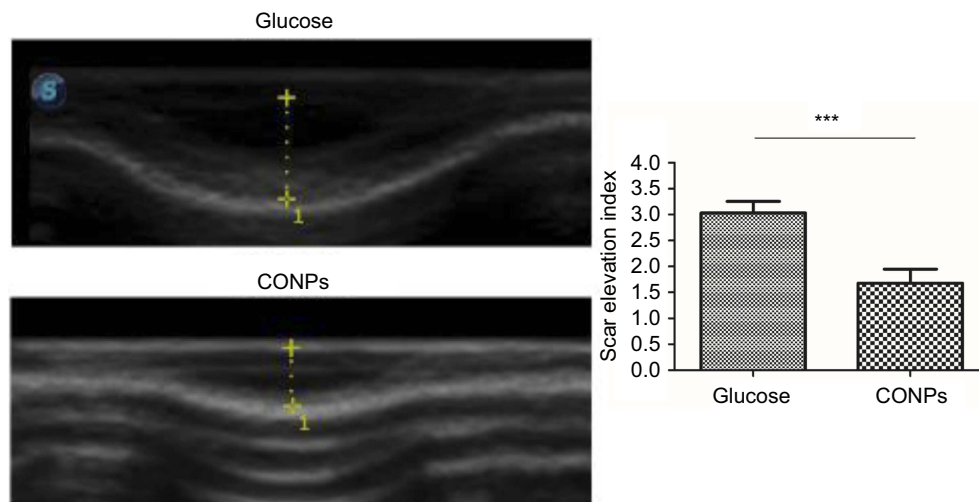 Glucose
S
1
CONPs
1
***
Scar elevation index
4.0
3.5
3.0
2.5
2.0
1.5
1.0
0.5
0.0
Glucose
CONPs